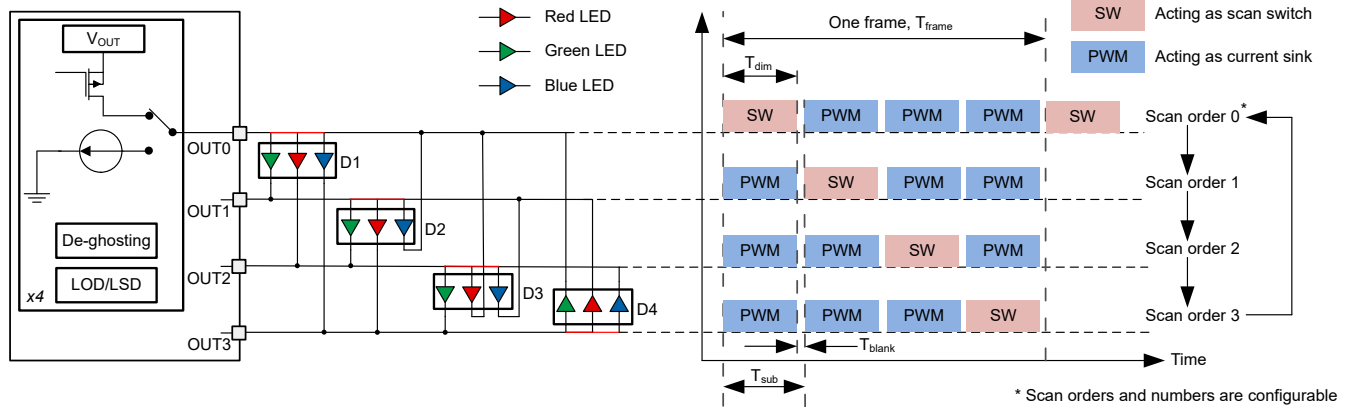 VOUT
De-ghosting
LOD/LSD
x4
OUT0
OUT1
OUT2
OUT3
Red LED
Green LED
Blue LED
D1
D2
D3
D4
One frame, Tframe
Tdim
SW PWM PWM PWM SW
PWM SW PWM PWM
PWM PWM SW PWM
PWM PWM PWM SW
Tblank
Tsub
Time
SW Acting as scan switch
PWM Acting as current sink
Scan order 0*
Scan order 1
Scan order 2
Scan order 3
* Scan orders and numbers are configurable